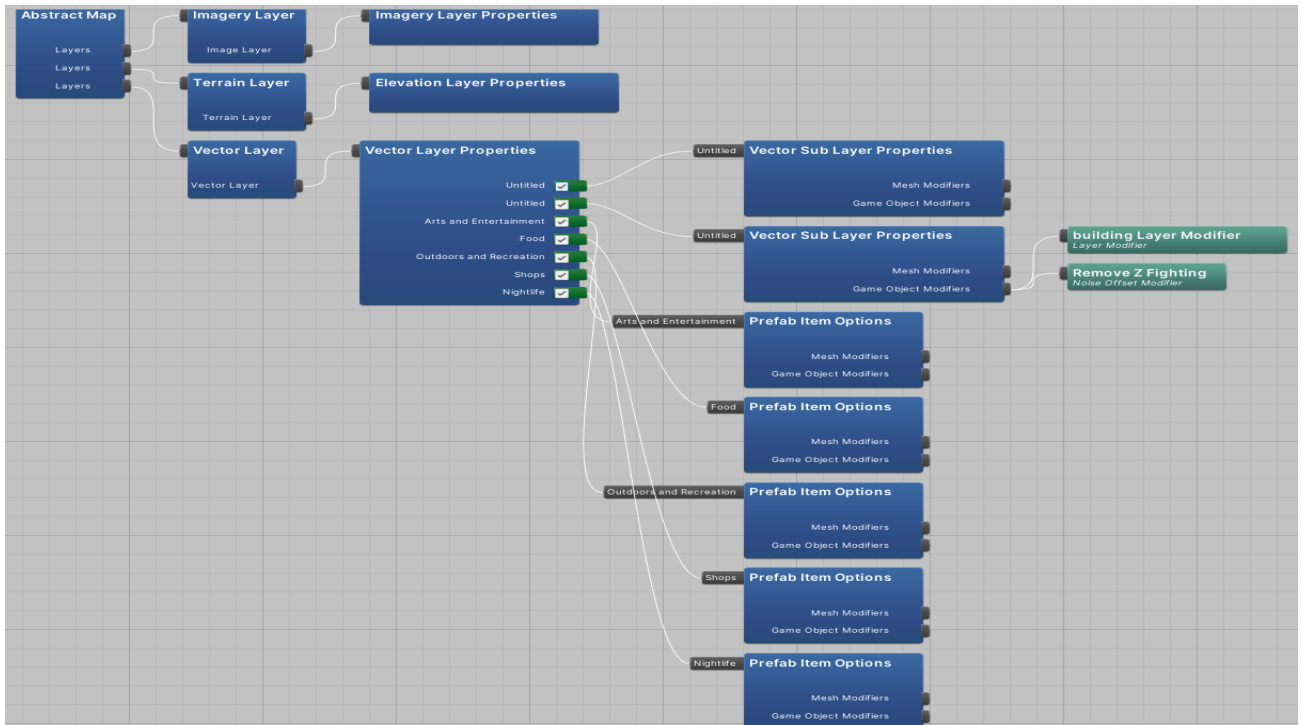 Abstract Map
Layers
Layers
Layers
Imagery Layer
Image Layer
Imagery Layer Properties
Terrain Layer
Terrain Layer
Elevation Layer Properties
Vector Layer
Vector Layer
Vector Layer Properties
Untitled
Untitled
Arts and Entertainment
Food
Outdoors and Recreation
Shops
Nightlife
Untitled
Vector Sub Layer Properties
Mesh Modifiers
Game Object Modifiers
Untitled
Vector Sub Layer Properties
Mesh Modifiers
Game Object Modifiers
building Layer Modifier
Layer Modifier
Remove Z Fighting
Noise Offset Modifier
Arts and Entertainment
Prefab Item Options
Mesh Modifiers
Game Object Modifiers
Food
Prefab Item Options
Mesh Modifiers
Game Object Modifiers
Outdoors and Recreation
Prefab Item Options
Mesh Modifiers
Game Object Modifiers
Shops
Prefab Item Options
Mesh Modifiers
Game Object Modifiers
Nightlife
Prefab Item Options
Mesh Modifiers
Game Object Modifiers